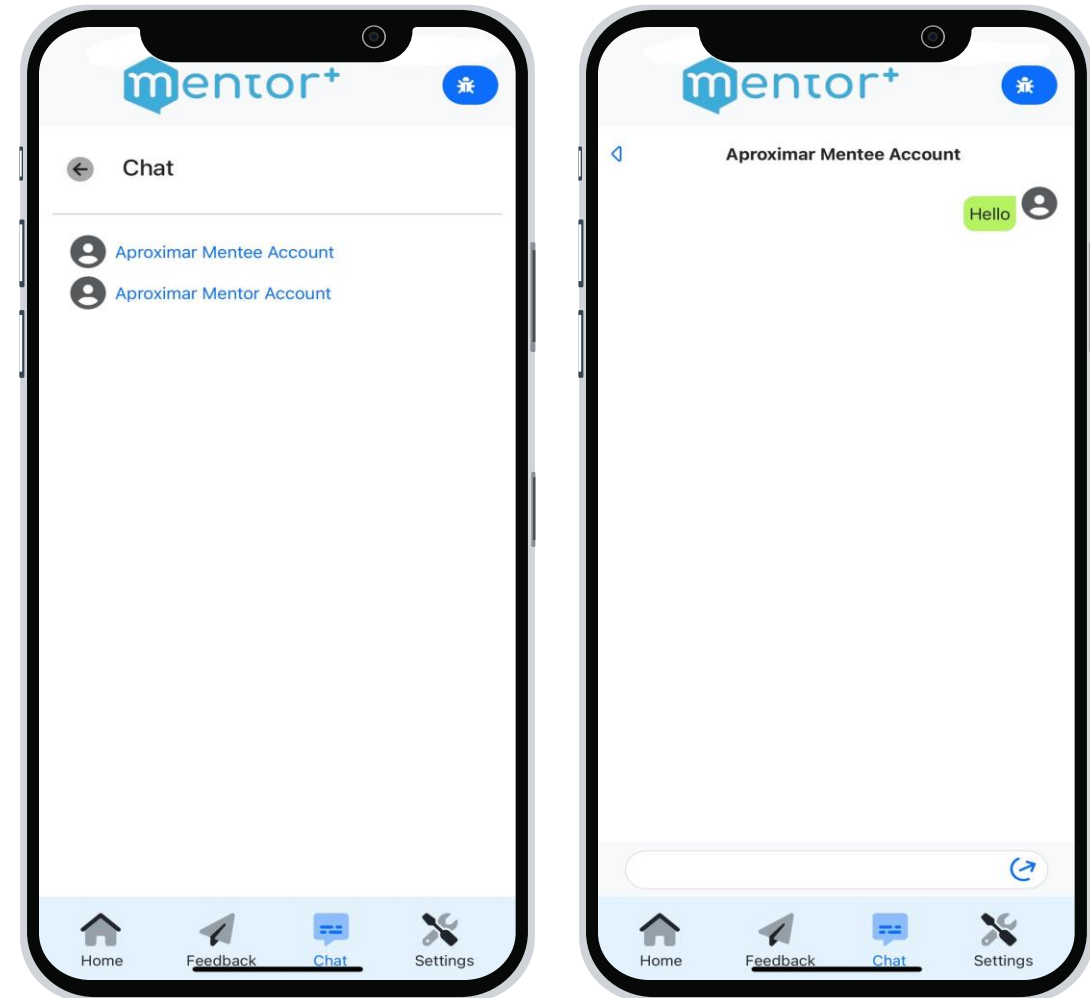 mentor+
Chat
Aproximar Mentee Account
Aproximar Mentor Account
Home Feedback Chat Settings
mentor+
Aproximar Mentee Account
Hello
Home Feedback Chat Settings